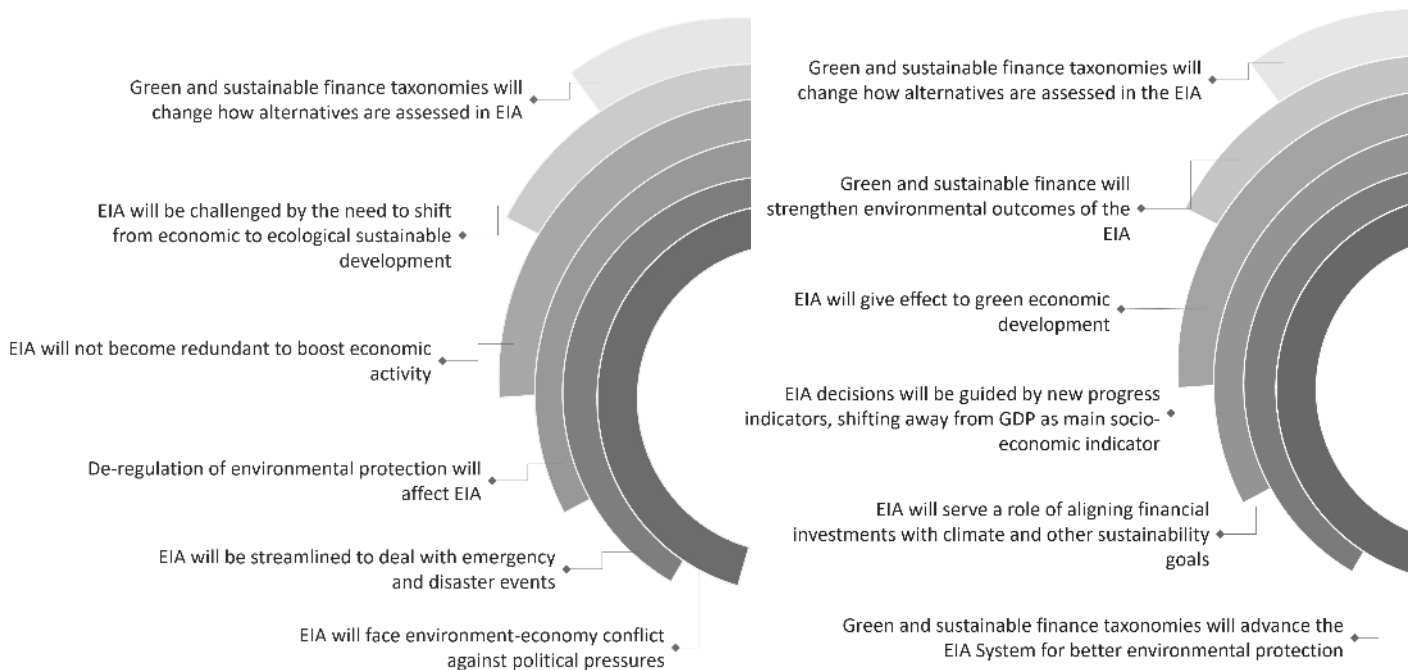 Green and sustainable finance taxonomies will
change how alternatives are assessed in EIA
EIA will be challenged by the need to shift
from economic to ecological sustainable
development
EIA will not become redundant to boost economic
activity
De-regulation of environmental protection will
affect EIA
EIA will be streamlined to deal with emergency
and disaster events
EIA will face environment-economy conflict
against political pressures
Green and sustainable finance taxonomies will
change how alternatives are assessed in the EIA
Green and sustainable finance will
strengthen environmental outcomes of the
EIA
EIA will give effect to green economic
development
EIA decisions will be guided by new progress
indicators, shifting away from GDP as main socio-
economic indicator
EIA will serve a role of aligning financial
investments with climate and other sustainability
goals
Green and sustainable finance taxonomies will advance the
EIA System for better environmental protection